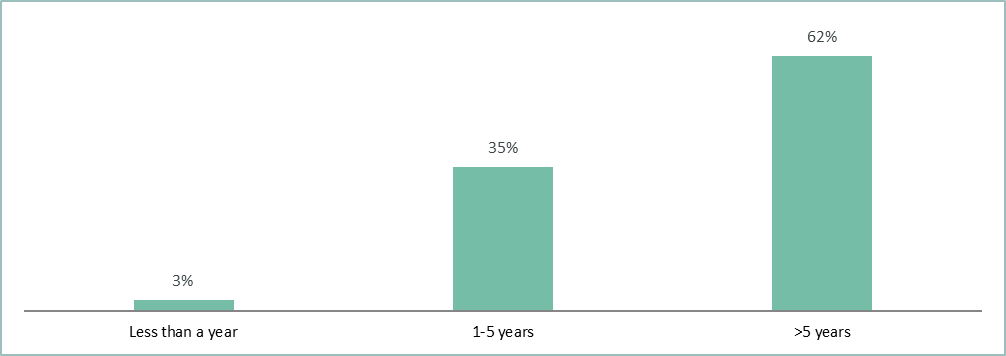 62%
35%
3%
Less than a year
1-5 years
>5 years